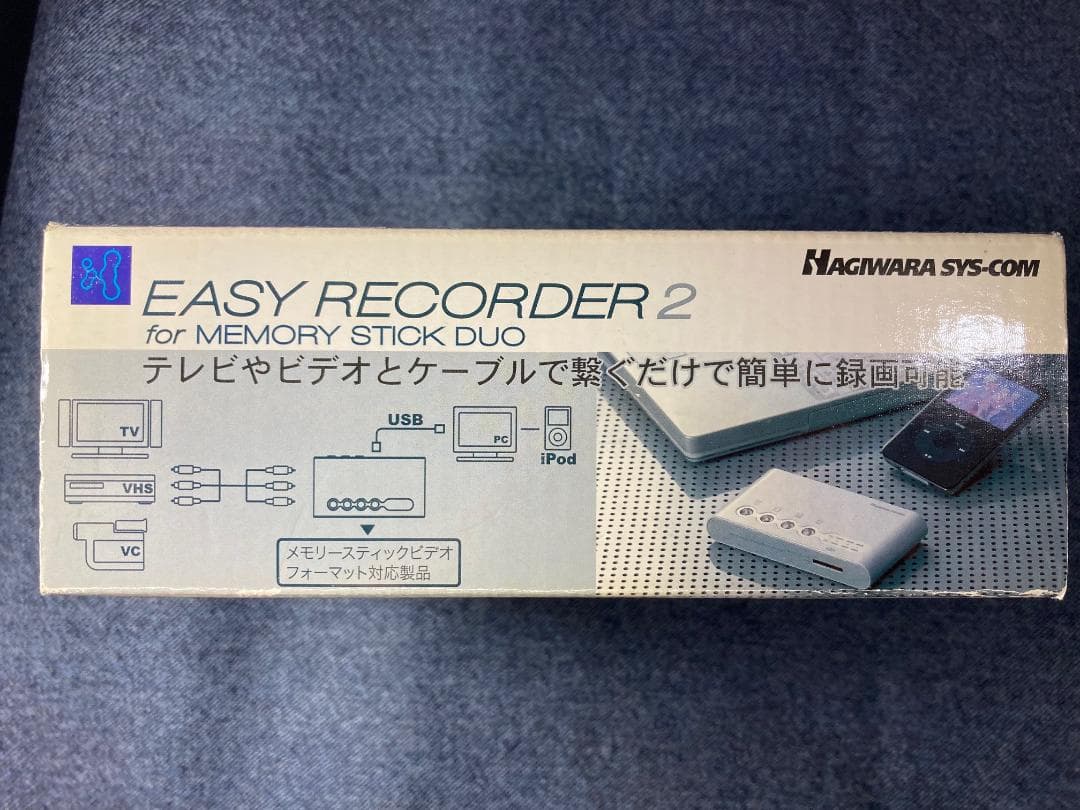 HAGIWARA SYS-COM
EASY RECORDER 2
for MEMORY STICK DUO
テレビやビデオとケーブルで繋ぐだけで簡単に録画可能
TV
USB
PC
iPod
VHS
VC
メモリースティックビデオ
フォーマット対応製品